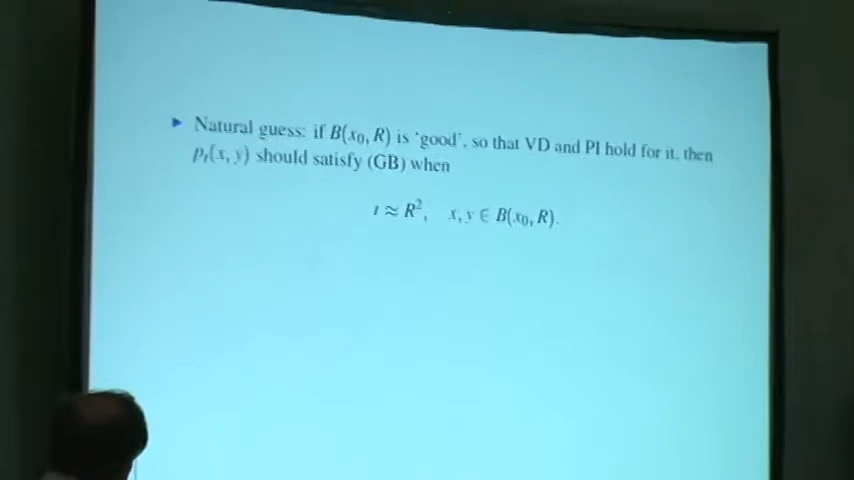 ▶ Natural guess: if B(x₀, R) is 'good', so that VD and PI hold for it, then
pₜ(x, y) should satisfy (GB) when
t ≈ R², x, y ∈ B(x₀, R).